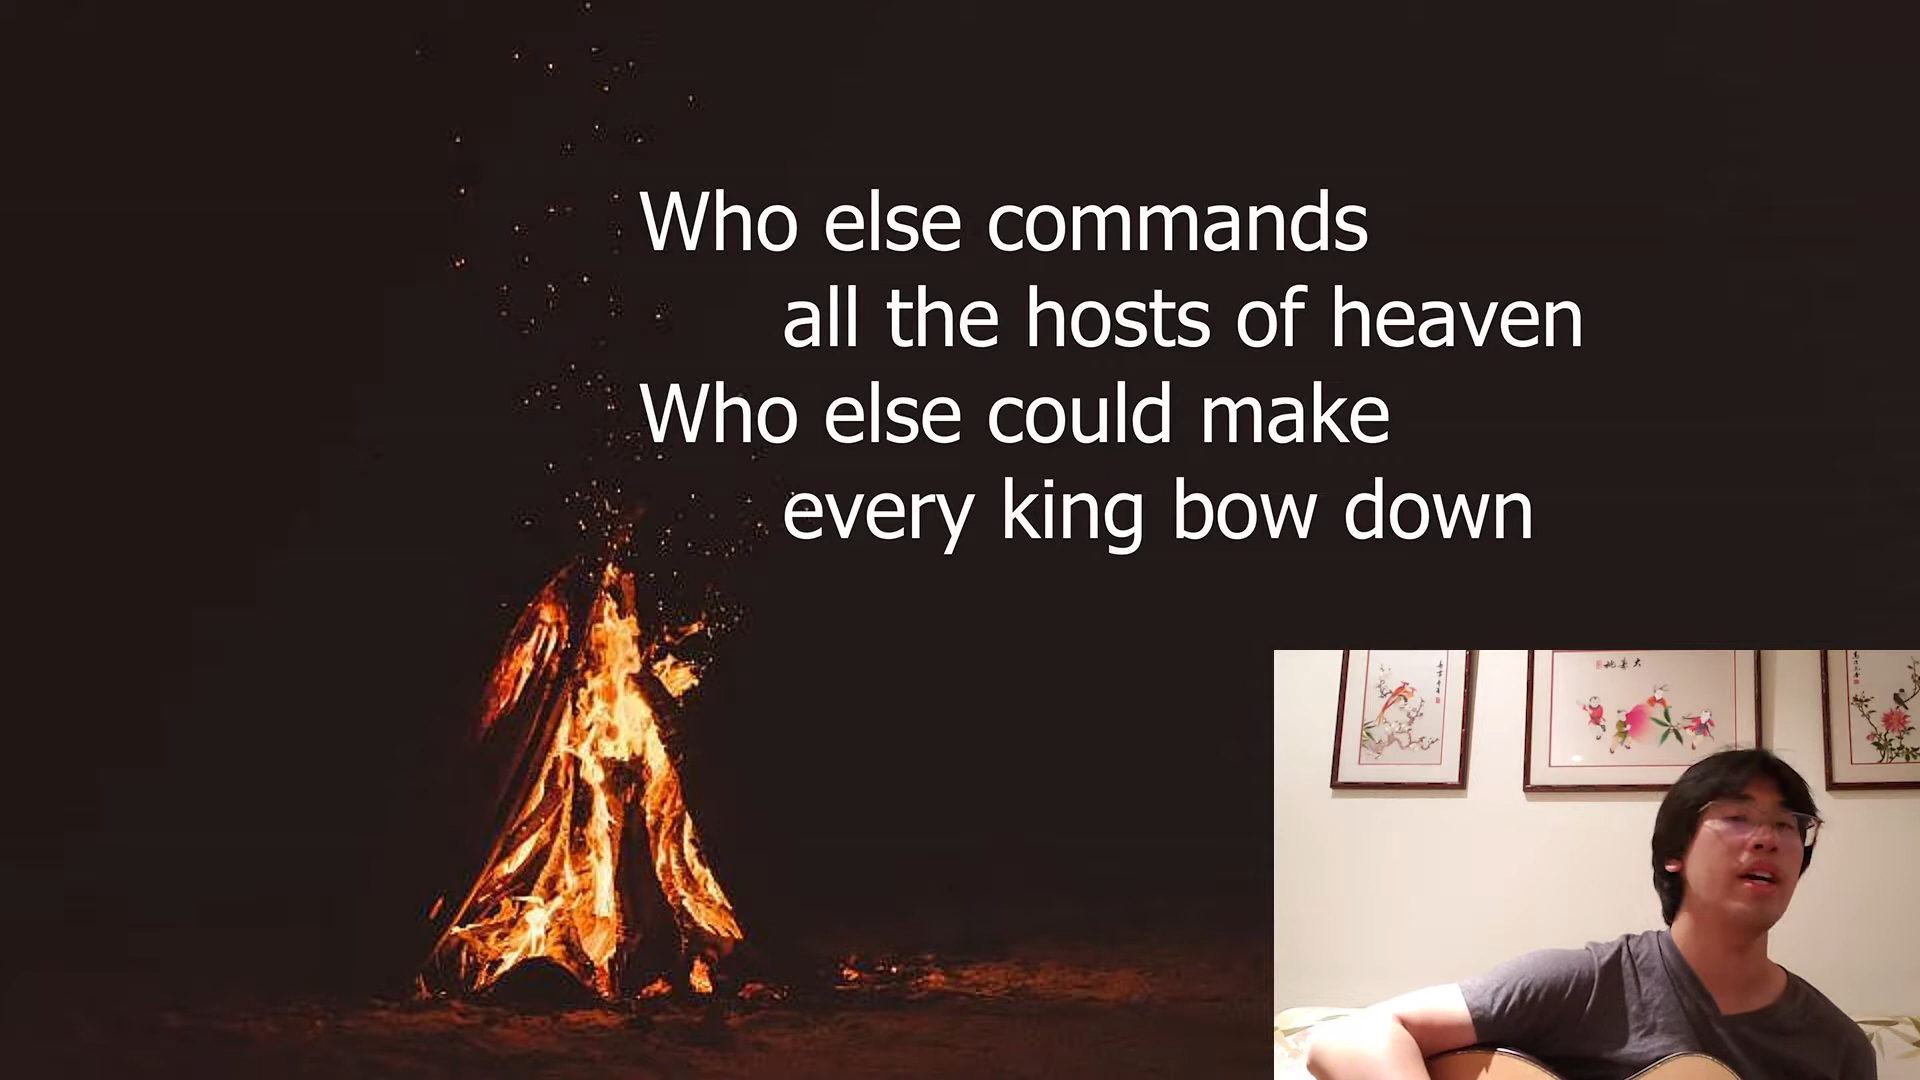 Who else commands
all the hosts of heaven
Who else could make
every king bow down